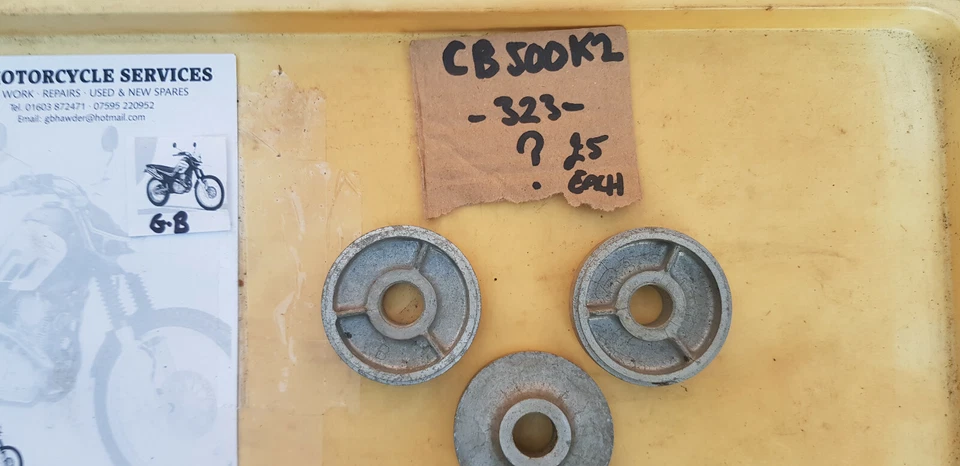 MOTORCYCLE SERVICES
WORK · REPAIRS · USED & NEW SPARES
Tel. 01603 872471 · 07595 220952
Email: gbhawder@hotmail.com
G·B
CB500K2
-323-
? £5
EACH